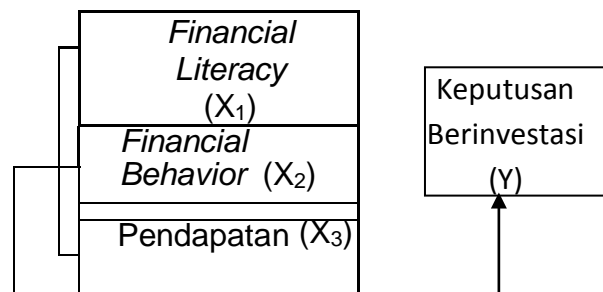 Financial
Literacy
(X₁)
Financial
Behavior (X₂)
Pendapatan (X₃)
Keputusan
Berinvestasi
(Y)